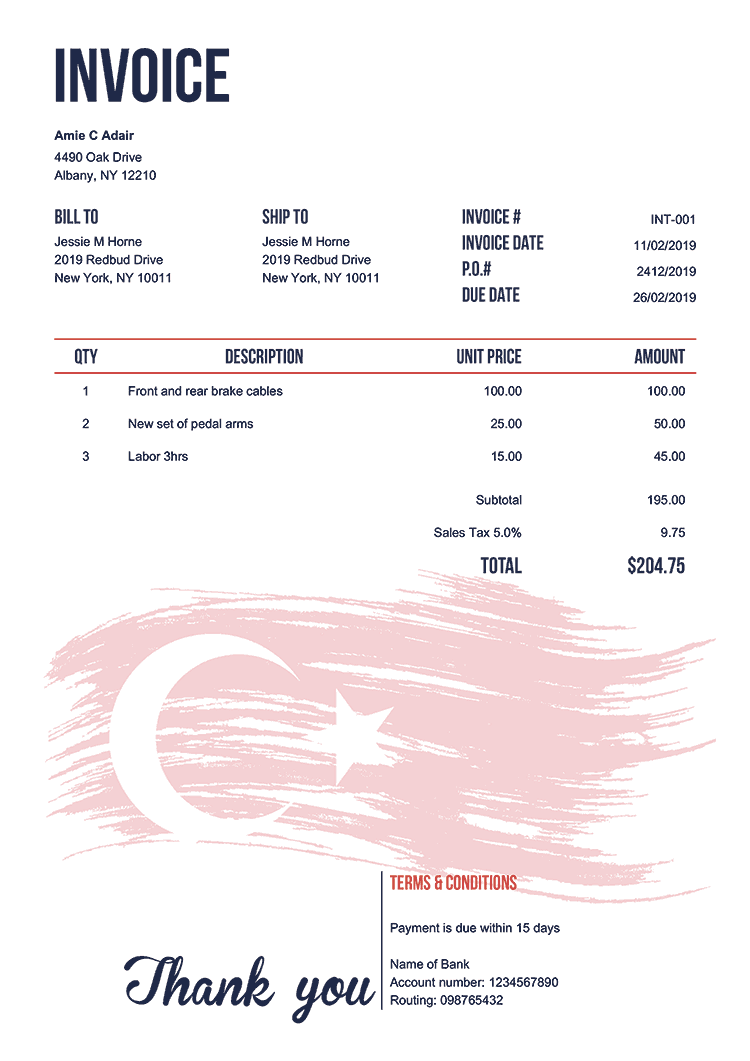 INVOICE
Amie C Adair
4490 Oak Drive
Albany, NY 12210
BILL TO
Jessie M Horne
2019 Redbud Drive
New York, NY 10011
SHIP TO
Jessie M Horne
2019 Redbud Drive
New York, NY 10011
INVOICE # INT-001
INVOICE DATE 11/02/2019
P.O.# 2412/2019
DUE DATE 26/02/2019
QTY DESCRIPTION UNIT PRICE AMOUNT
1 Front and rear brake cables 100.00 100.00
2 New set of pedal arms 25.00 50.00
3 Labor 3hrs 15.00 45.00
Subtotal 195.00
Sales Tax 5.0% 9.75
TOTAL $204.75
TERMS & CONDITIONS
Payment is due within 15 days
Name of Bank
Account number: 1234567890
Routing: 098765432
Thank you